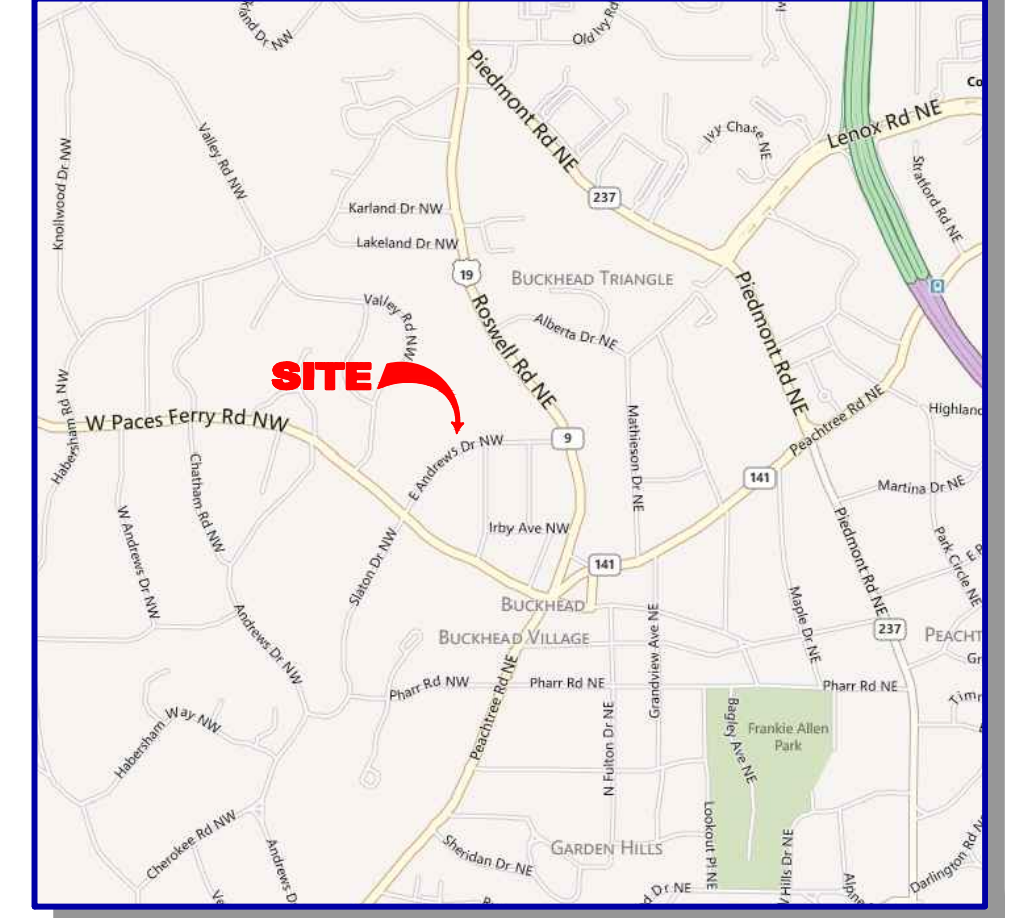 Old Ivy Rd
Piedmont Rd NE
Co
Lenox Rd NE
Ivy Chase NE
Valley Rd NW
Knollwood Dr NW
Stratford Rd NE
237
Karland Dr NW
Lakeland Dr NW
19
BUCKHEAD TRIANGLE
Piedmont Rd NE
Valley Rd NW
Roswell Rd NE
Alberta Dr NE
SITE
Habersham Rd NW
W Paces Ferry Rd NW
Peachtree Rd NE
Highland
Mathieson Dr NE
9
E Andrews Dr NW
Chatham Rd NW
141
Martina Dr NE
W Andrews Dr NW
Irby Ave NW
Piedmont Rd NE
Park Circle NE
E P
Slaton Dr NW
141
BUCKHEAD
Maple Dr NE
Andrews Dr NW
BUCKHEAD VILLAGE
237
PEACHT
Grandview Ave NE
Gr
Pharr Rd NW
Pharr Rd NE
Pharr Rd NE
Peachtree Rd NE
Habersham Way NW
N Fulton Dr NE
Bagley Ave NE
Frankie Allen
Park
Lookout Pl NE
Cherokee Rd NW
Andrews D
Sheridan Dr NE
GARDEN HILLS
Hills Dr NE
Darlington Rd N
Alpine
Dr NE